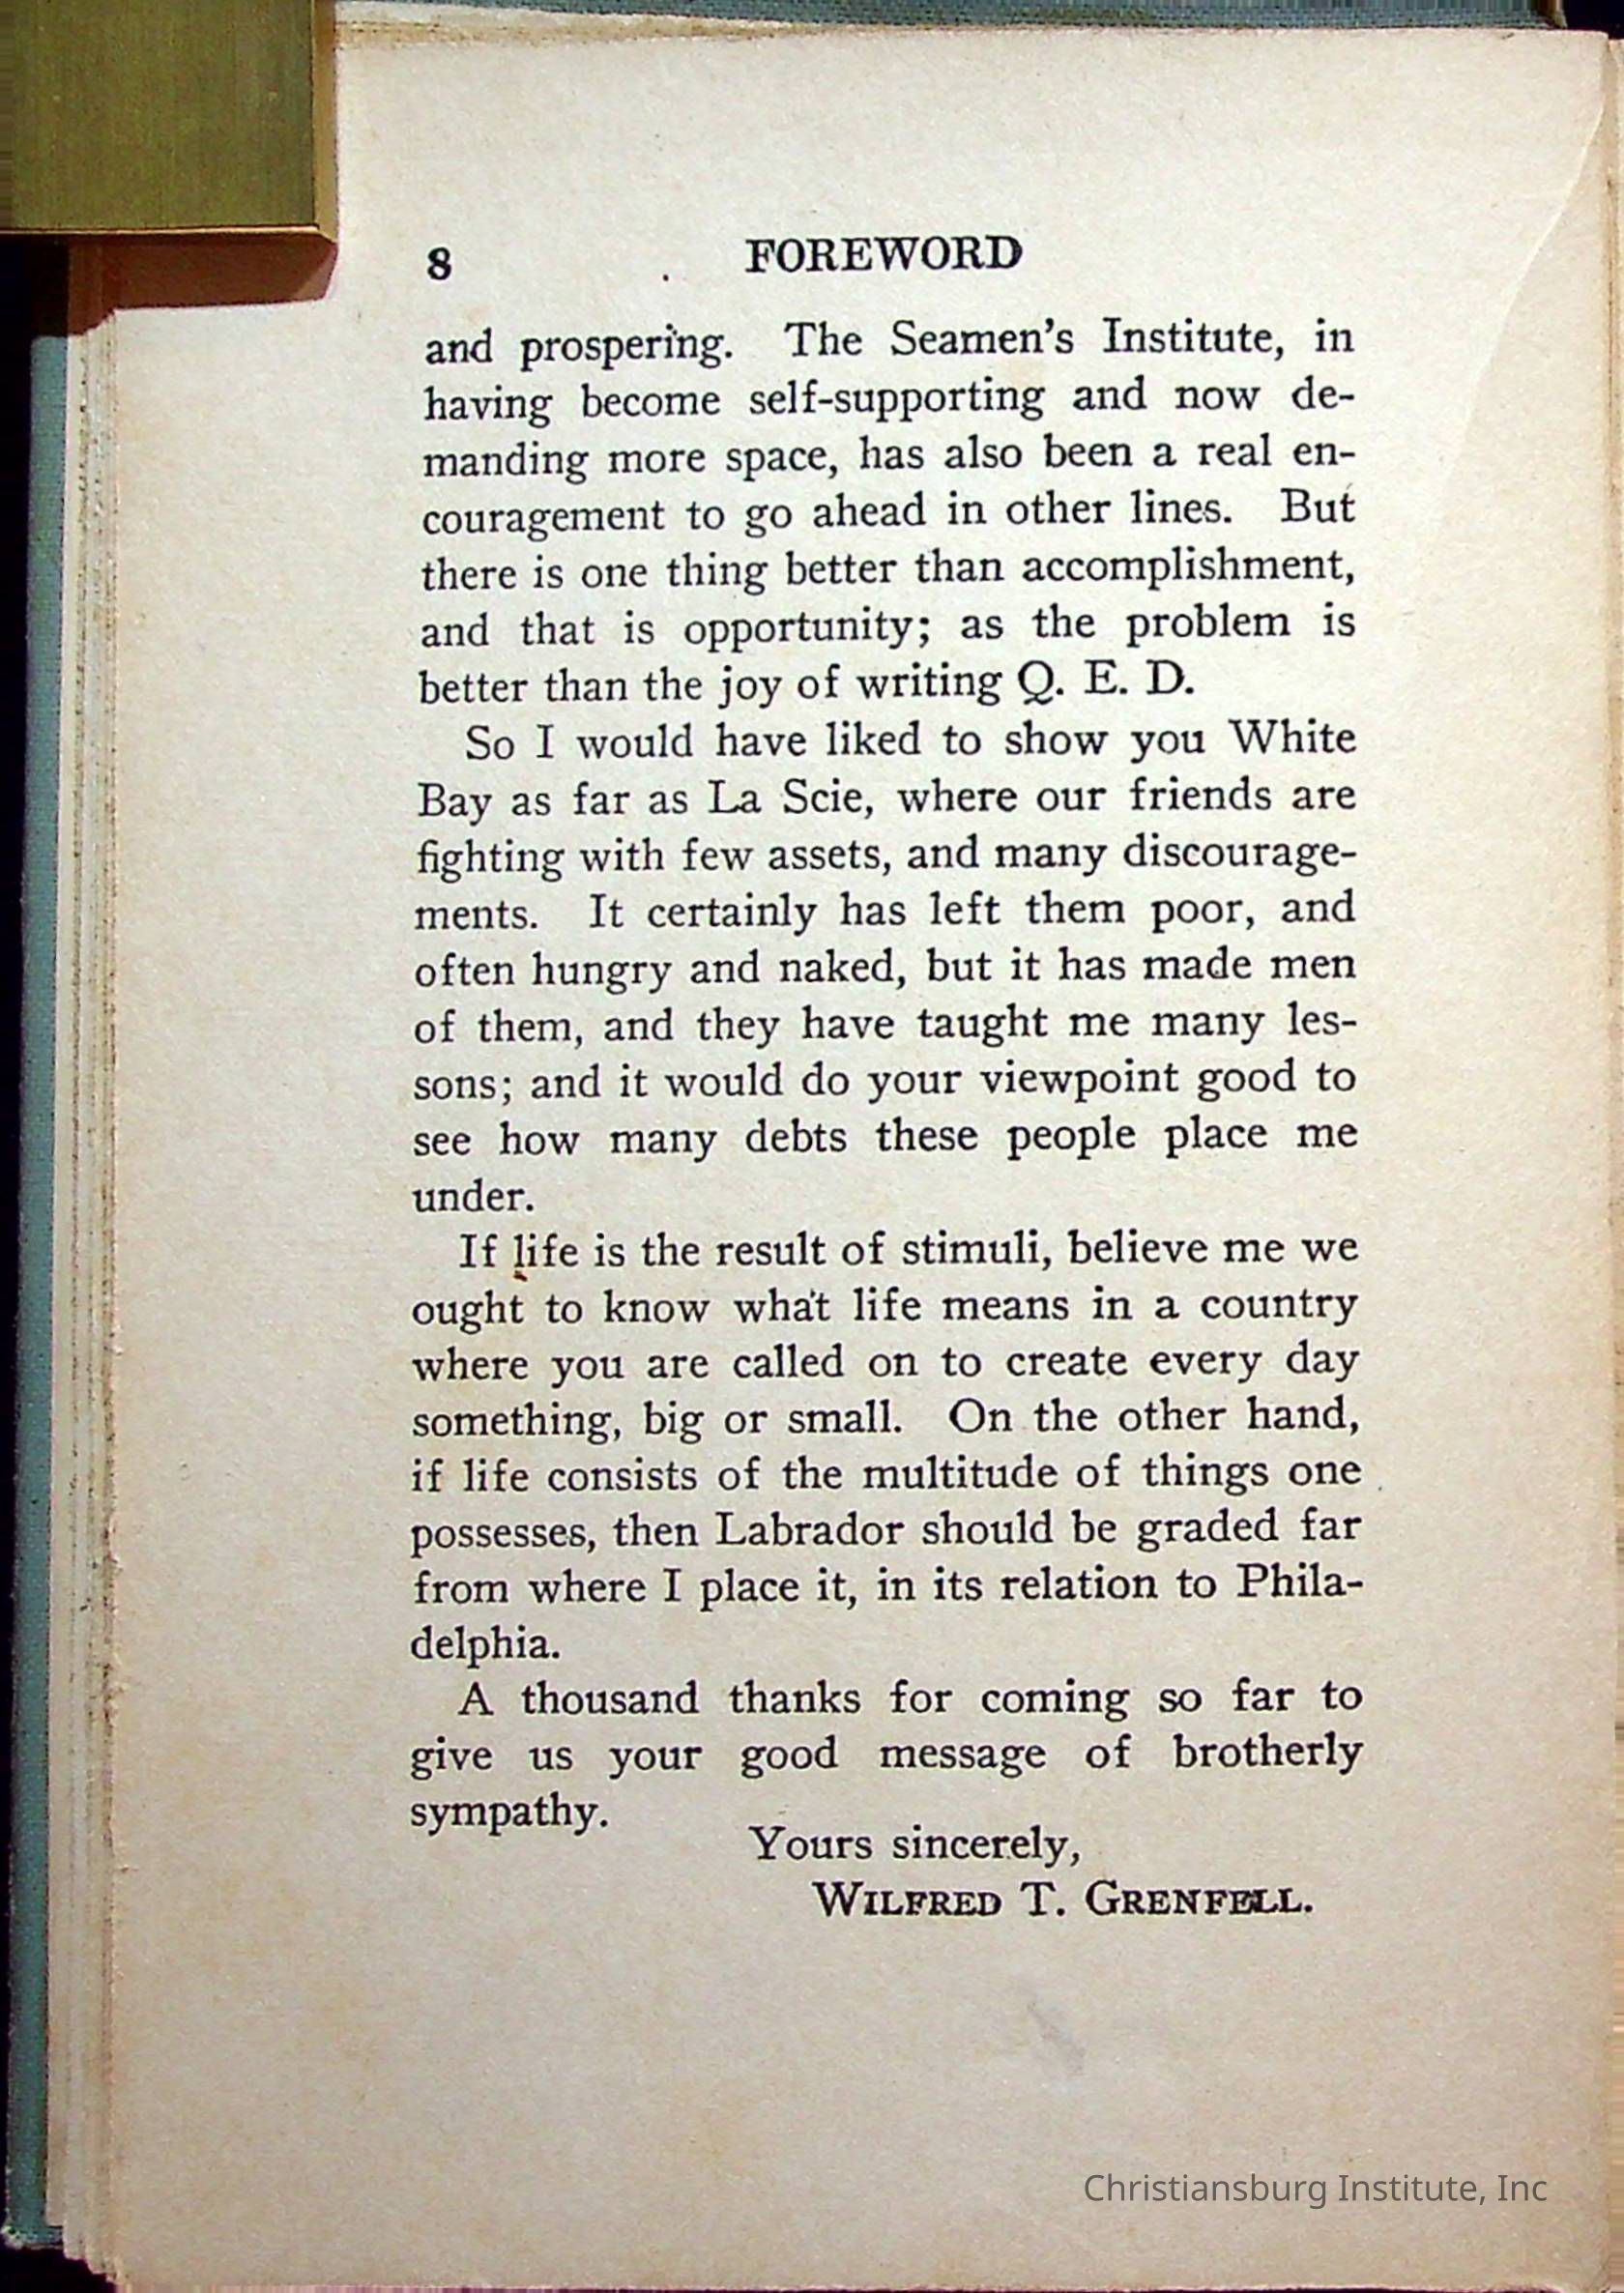 8 FOREWORD
and prospering. The Seamen's Institute, in
having become self-supporting and now de-
manding more space, has also been a real en-
couragement to go ahead in other lines. But
there is one thing better than accomplishment,
and that is opportunity; as the problem is
better than the joy of writing Q. E. D.
So I would have liked to show you White
Bay as far as La Scie, where our friends are
fighting with few assets, and many discourage-
ments. It certainly has left them poor, and
often hungry and naked, but it has made men
of them, and they have taught me many les-
sons; and it would do your viewpoint good to
see how many debts these people place me
under.
If life is the result of stimuli, believe me we
ought to know what life means in a country
where you are called on to create every day
something, big or small. On the other hand,
if life consists of the multitude of things one
possesses, then Labrador should be graded far
from where I place it, in its relation to Phila-
delphia.
A thousand thanks for coming so far to
give us your good message of brotherly
sympathy.
Yours sincerely,
WILFRED T. GRENFELL.
Christiansburg Institute, Inc